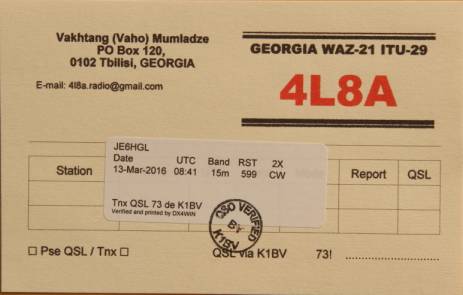 Vakhtang (Vaho) Mumladze
PO Box 120,
0102 Tbilisi, GEORGIA
E-mail: 4l8a.radio@gmail.com
GEORGIA WAZ-21 ITU-29
4L8A
JE6HGL
Date UTC Band RST 2X
13-Mar-2016 08:41 15m 599 CW
Tnx QSL 73 de K1BV
Verified and printed by DX4WIN
Station Report QSL
QSO VERIFIED
BY
K1BV
☐ Pse QSL / Tnx ☐ QSL via K1BV 73! ....................